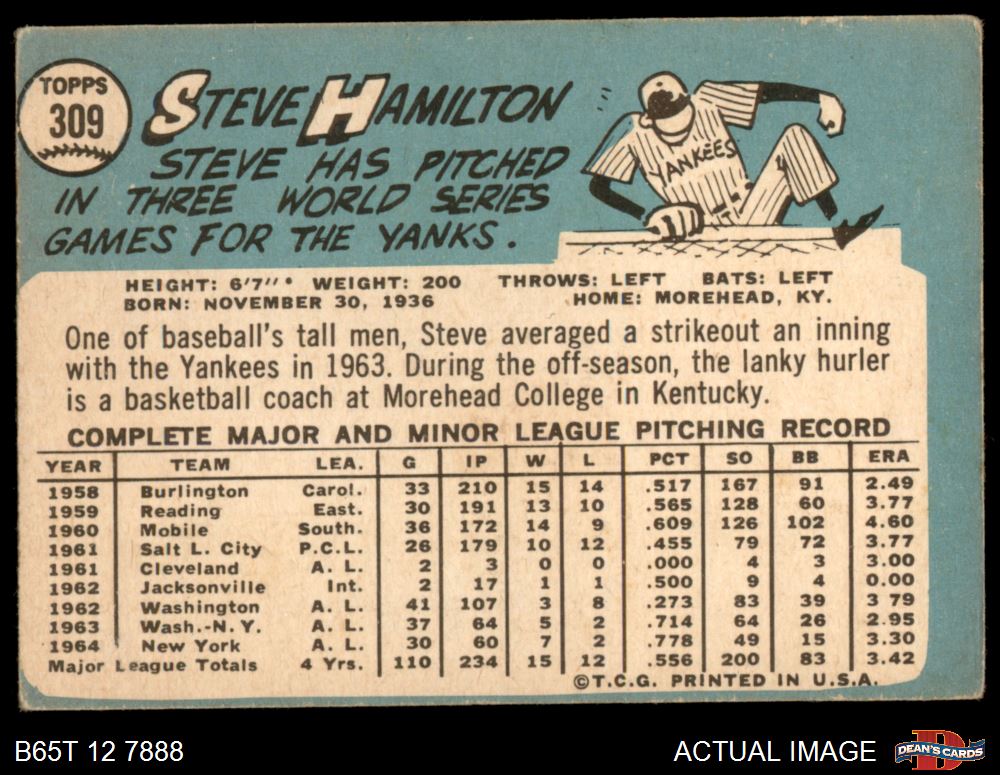 TOPPS
309
STEVE HAMILTON
STEVE HAS PITCHED
IN THREE WORLD SERIES
GAMES FOR THE YANKS.
YANKEES
HEIGHT: 6'7"• WEIGHT: 200 THROWS: LEFT BATS: LEFT
BORN: NOVEMBER 30, 1936 HOME: MOREHEAD, KY.
One of baseball's tall men, Steve averaged a strikeout an inning
with the Yankees in 1963. During the off-season, the lanky hurler
is a basketball coach at Morehead College in Kentucky.
COMPLETE MAJOR AND MINOR LEAGUE PITCHING RECORD
YEAR TEAM LEA. G IP W L PCT SO BB ERA
1958 Burlington Carol. 33 210 15 14 .517 167 91 2.49
1959 Reading East. 30 191 13 10 .565 128 60 3.77
1960 Mobile South. 36 172 14 9 .609 126 102 4.60
1961 Salt L. City P.C.L. 26 179 10 12 .455 79 72 3.77
1961 Cleveland A. L. 2 3 0 0 .000 4 3 3.00
1962 Jacksonville Int. 2 17 1 1 .500 9 4 0.00
1962 Washington A. L. 41 107 3 8 .273 83 39 3 79
1963 Wash.-N. Y. A. L. 37 64 5 2 .714 64 26 2.95
1964 New York A. L. 30 60 7 2 .778 49 15 3.30
Major League Totals 4 Yrs. 110 234 15 12 .556 200 83 3.42
©T.C.G. PRINTED IN U.S.A.
B65T 12 7888 ACTUAL IMAGE DEAN'S CARDS